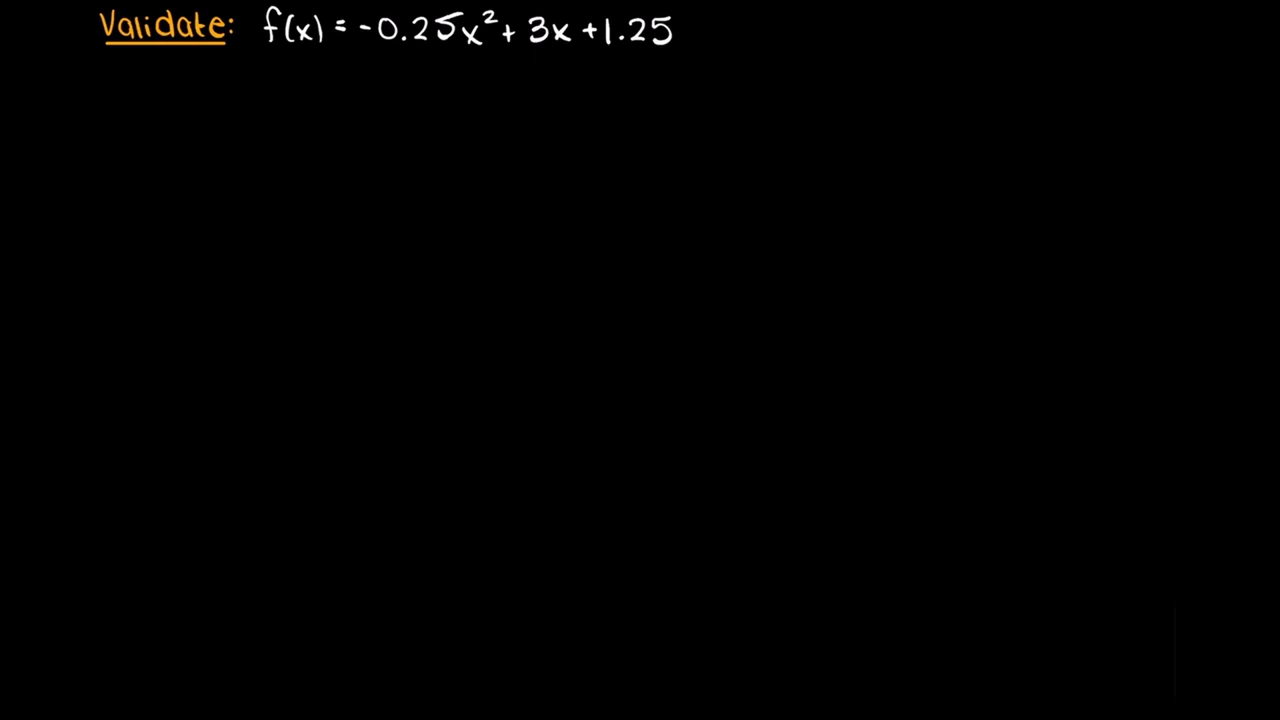 Validate: f(x) = -0.25x² + 3x + 1.25